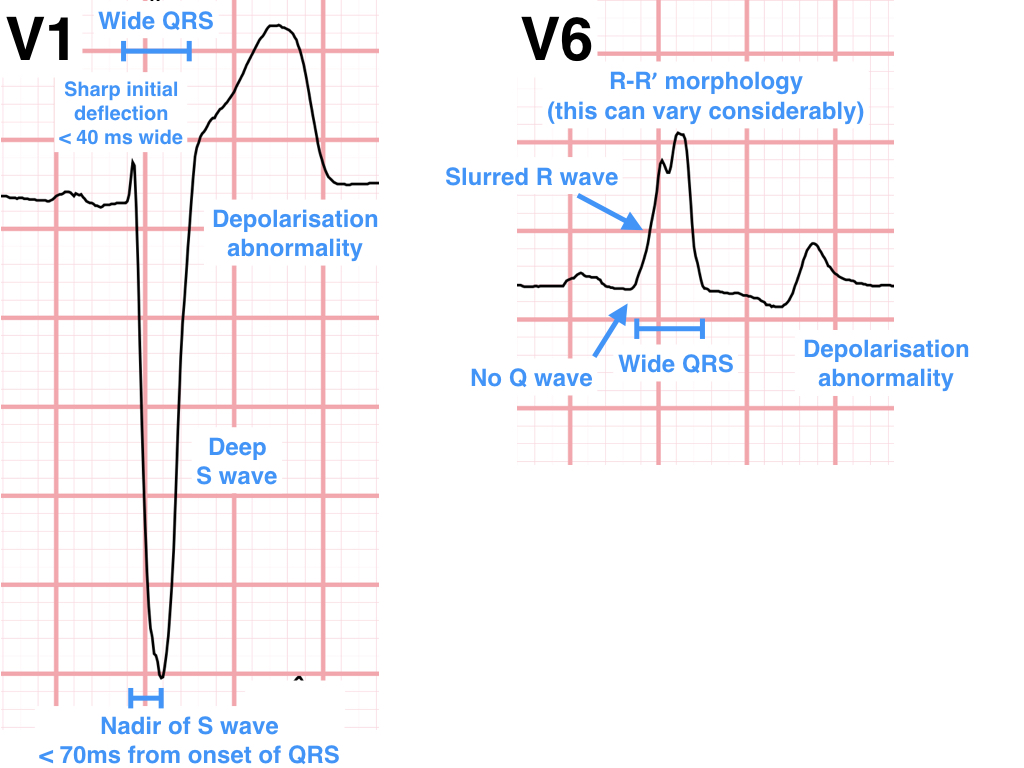 V1
Wide QRS
Sharp initial
deflection
< 40 ms wide
Depolarisation
abnormality
Deep
S wave
Nadir of S wave
< 70ms from onset of QRS
V6
R-R’ morphology
(this can vary considerably)
Slurred R wave
No Q wave
Wide QRS
Depolarisation
abnormality